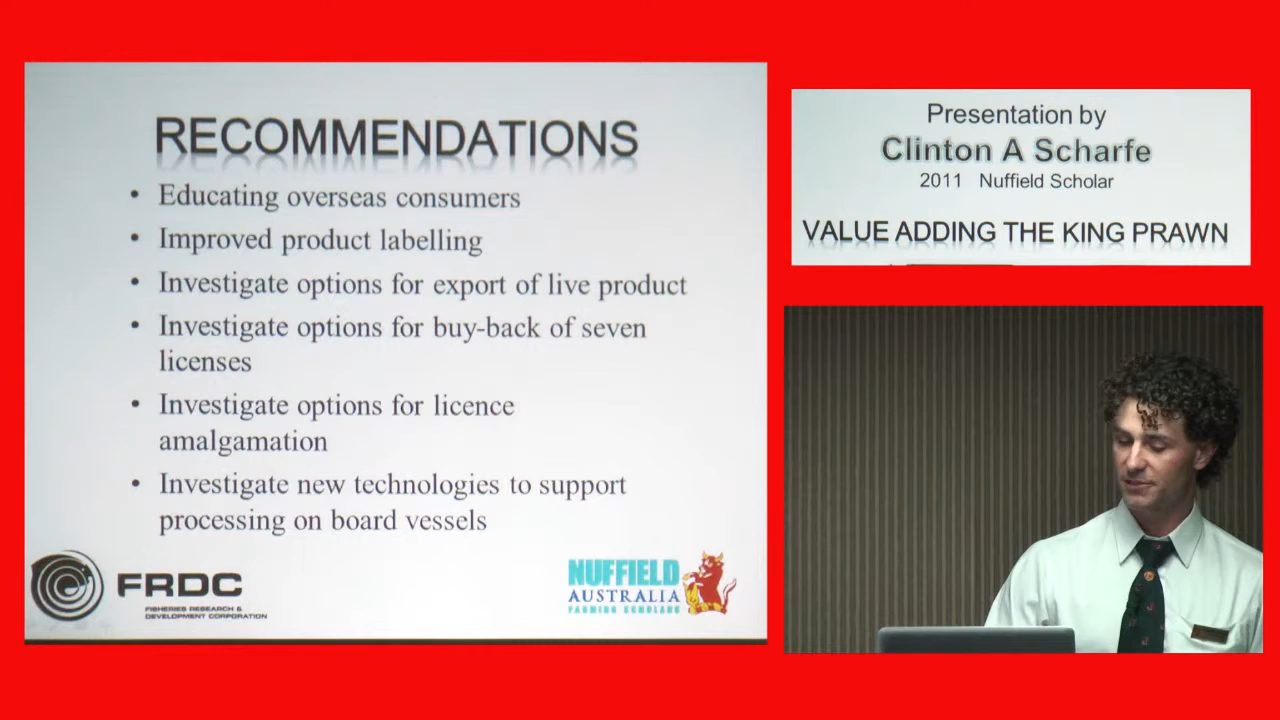 RECOMMENDATIONS
• Educating overseas consumers
• Improved product labelling
• Investigate options for export of live product
• Investigate options for buy-back of seven
licenses
• Investigate options for licence
amalgamation
• Investigate new technologies to support
processing on board vessels
FRDC
FISHERIES RESEARCH &
DEVELOPMENT CORPORATION
NUFFIELD
AUSTRALIA
FARMING SCHOLARS
Presentation by
Clinton A Scharfe
2011 Nuffield Scholar
VALUE ADDING THE KING PRAWN